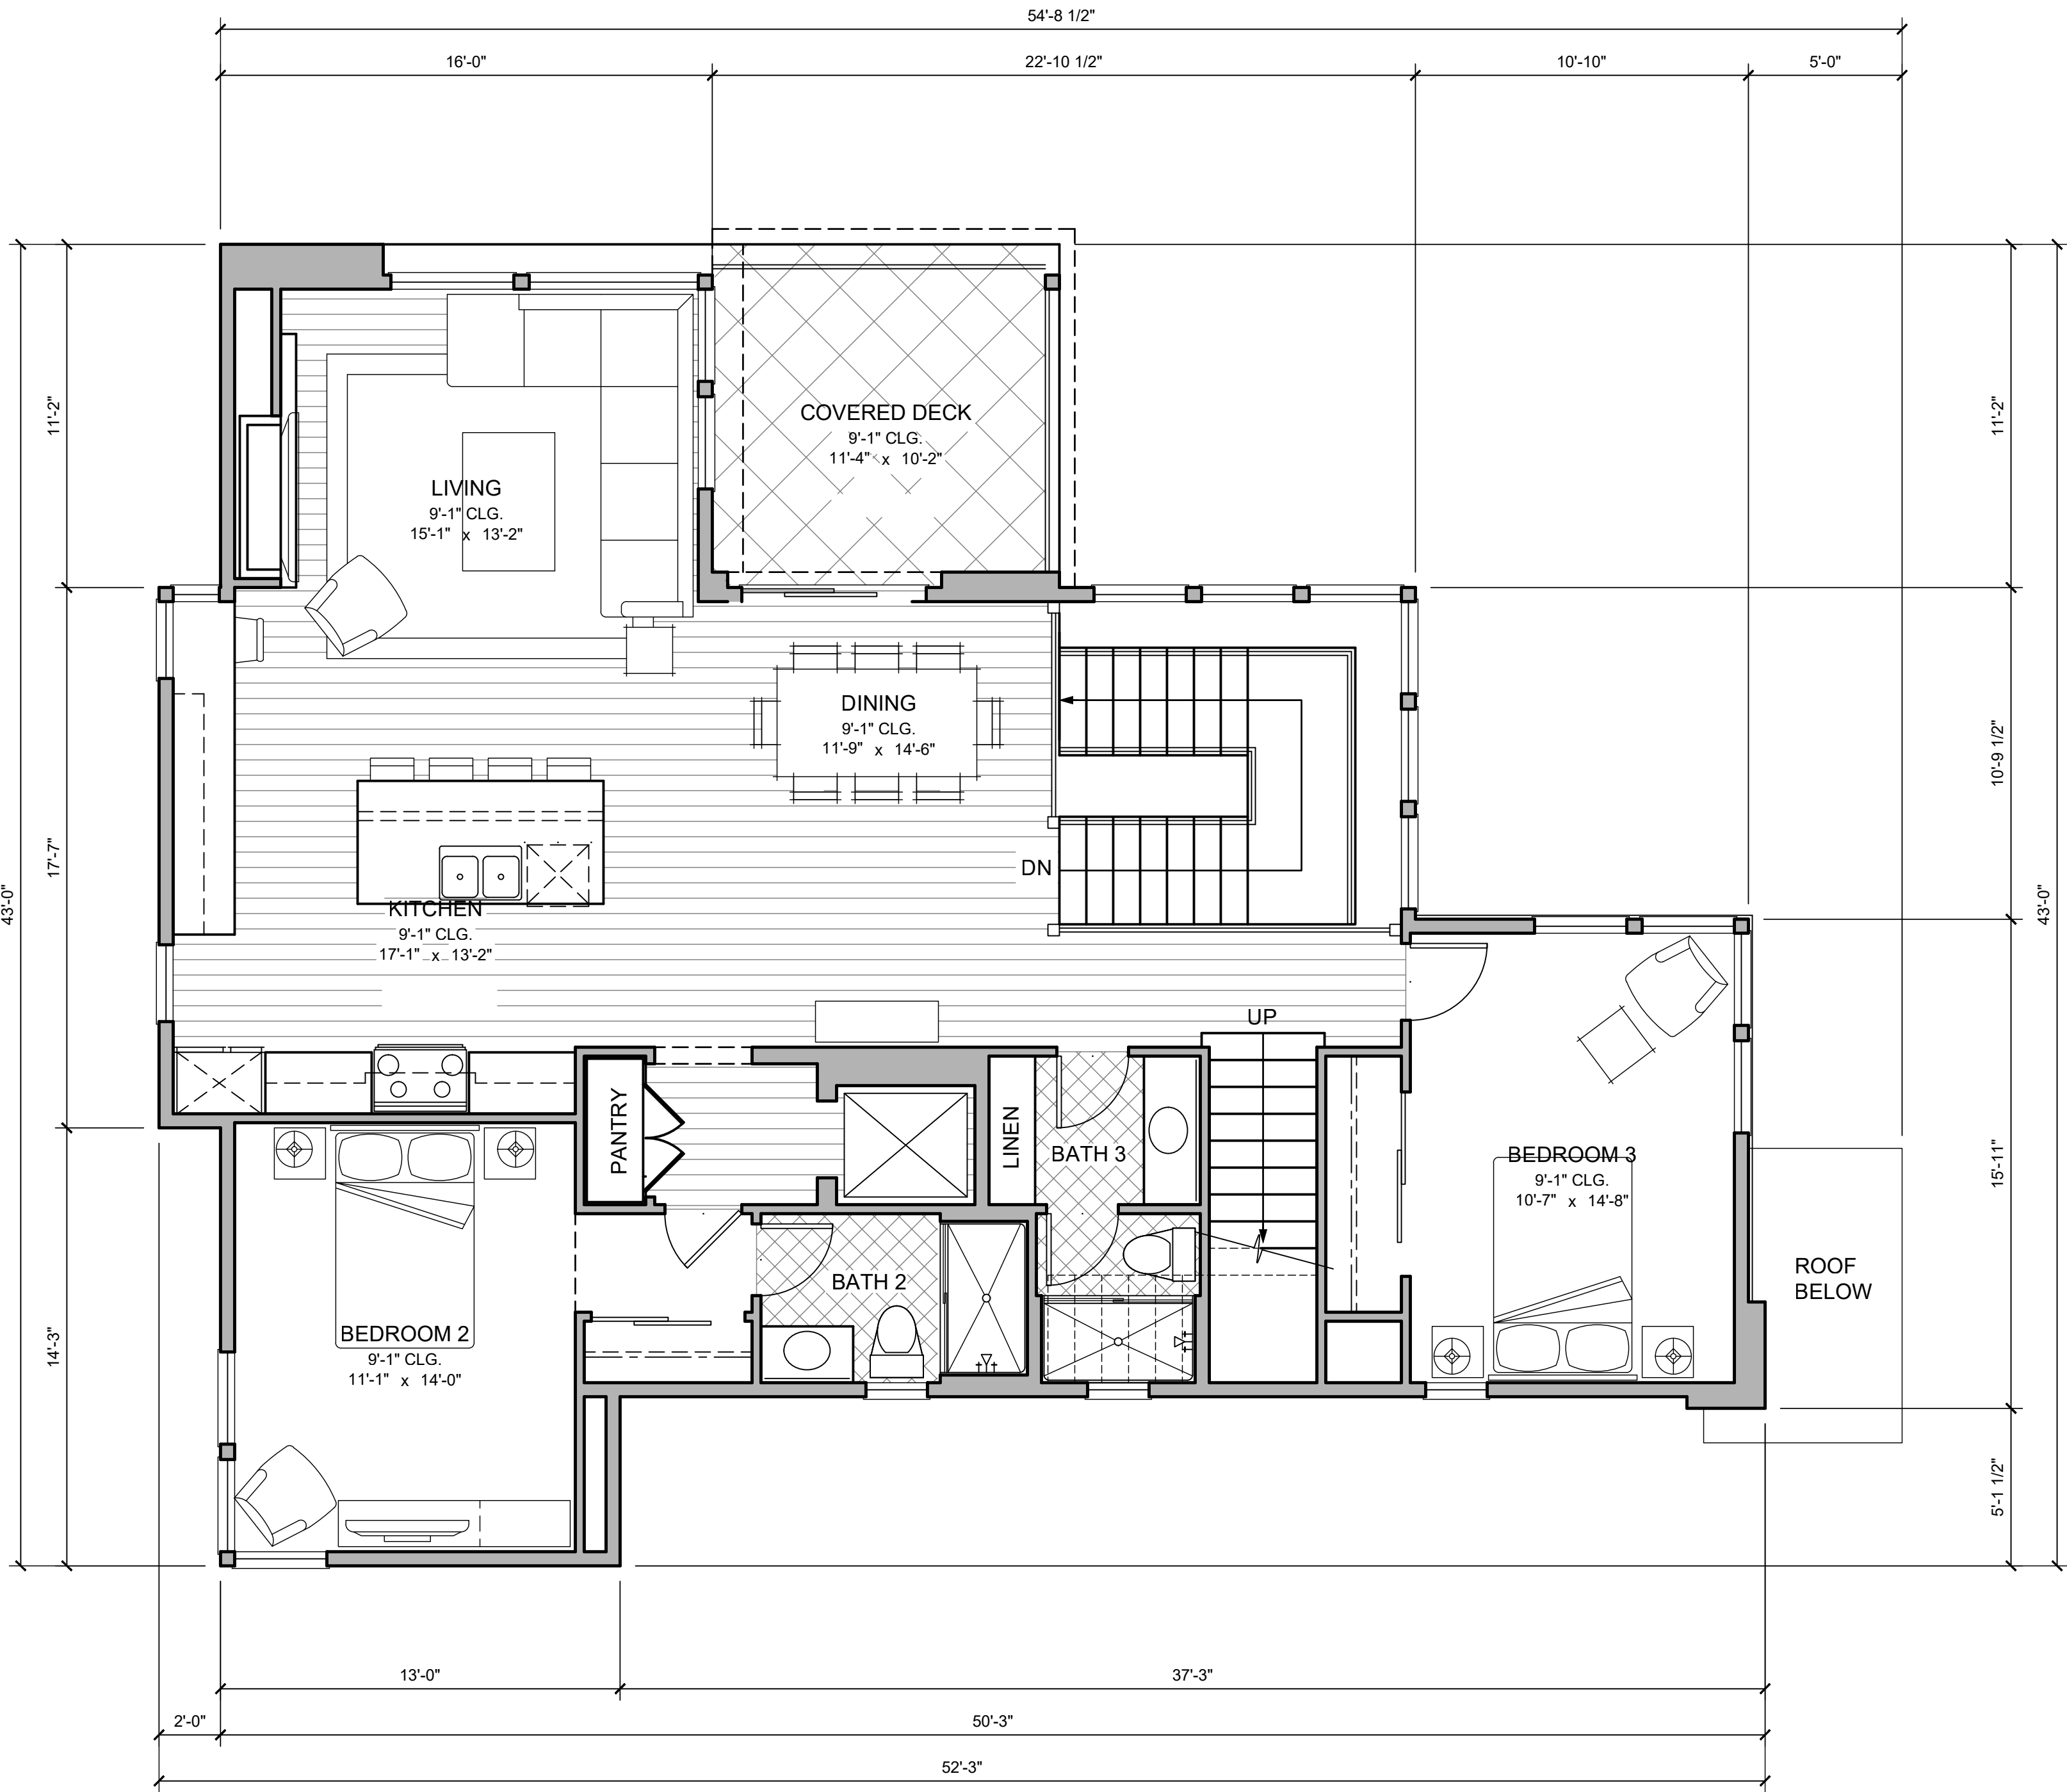 54'-8 1/2"
16'-0"
22'-10 1/2"
10'-10"
5'-0"
11'-2"
17'-7"
14'-3"
43'-0"
COVERED DECK
9'-1" CLG.
11'-4" x 10'-2"
LIVING
9'-1" CLG.
15'-1" x 13'-2"
DINING
9'-1" CLG.
11'-9" x 14'-6"
DN
KITCHEN
9'-1" CLG.
17'-1" x 13'-2"
UP
PANTRY
LINEN
BATH 3
BEDROOM 3
9'-1" CLG.
10'-7" x 14'-8"
BATH 2
BEDROOM 2
9'-1" CLG.
11'-1" x 14'-0"
ROOF
BELOW
11'-2"
10'-9 1/2"
15'-11"
5'-1 1/2"
43'-0"
13'-0"
37'-3"
2'-0"
50'-3"
52'-3"